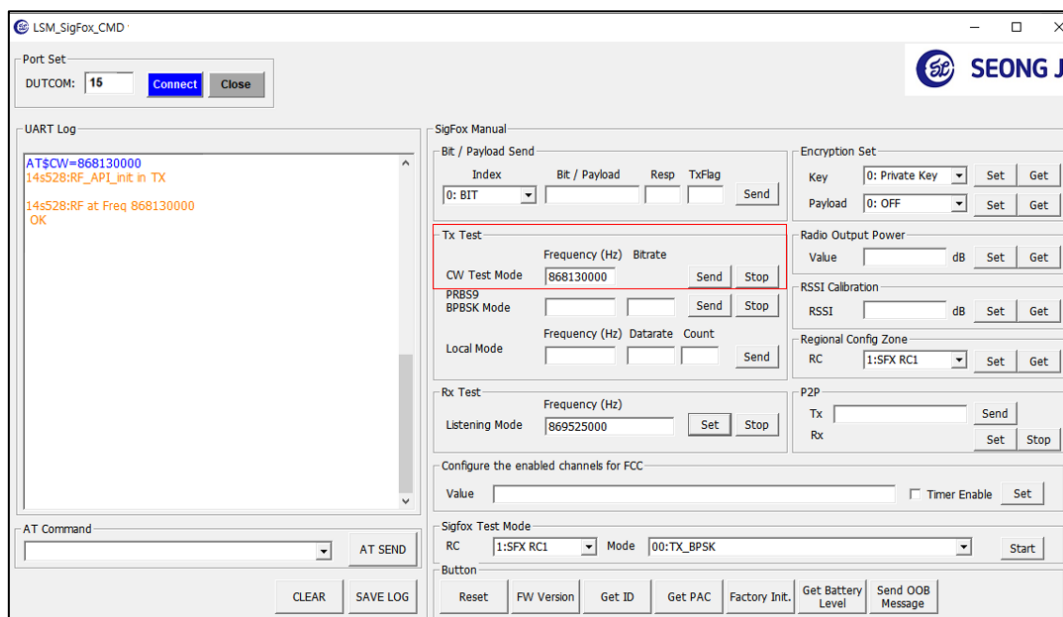 LSM_SigFox_CMD
Port Set
DUTCOM: 15 Connect Close
SEONG J
UART Log
AT$CW=868130000
14s528:RF_API_init in TX
14s528:RF at Freq 868130000
OK
AT Command
AT SEND
CLEAR SAVE LOG
SigFox Manual
Bit / Payload Send
Index Bit / Payload Resp TxFlag
0: BIT Send
Tx Test
Frequency (Hz) Bitrate
CW Test Mode 868130000 Send Stop
PRBS9
BPBSK Mode Send Stop
Frequency (Hz) Datarate Count
Local Mode Send
Rx Test
Frequency (Hz)
Listening Mode 869525000 Set Stop
Encryption Set
Key 0: Private Key Set Get
Payload 0: OFF Set Get
Radio Output Power
Value dB Set Get
RSSI Calibration
RSSI dB Set Get
Regional Config Zone
RC 1:SFX RC1 Set Get
P2P
Tx Send
Rx Set Stop
Configure the enabled channels for FCC
Value Timer Enable Set
Sigfox Test Mode
RC 1:SFX RC1 Mode 00:TX_BPSK Start
Button
Reset FW Version Get ID Get PAC Factory Init. Get Battery Level Send OOB Message